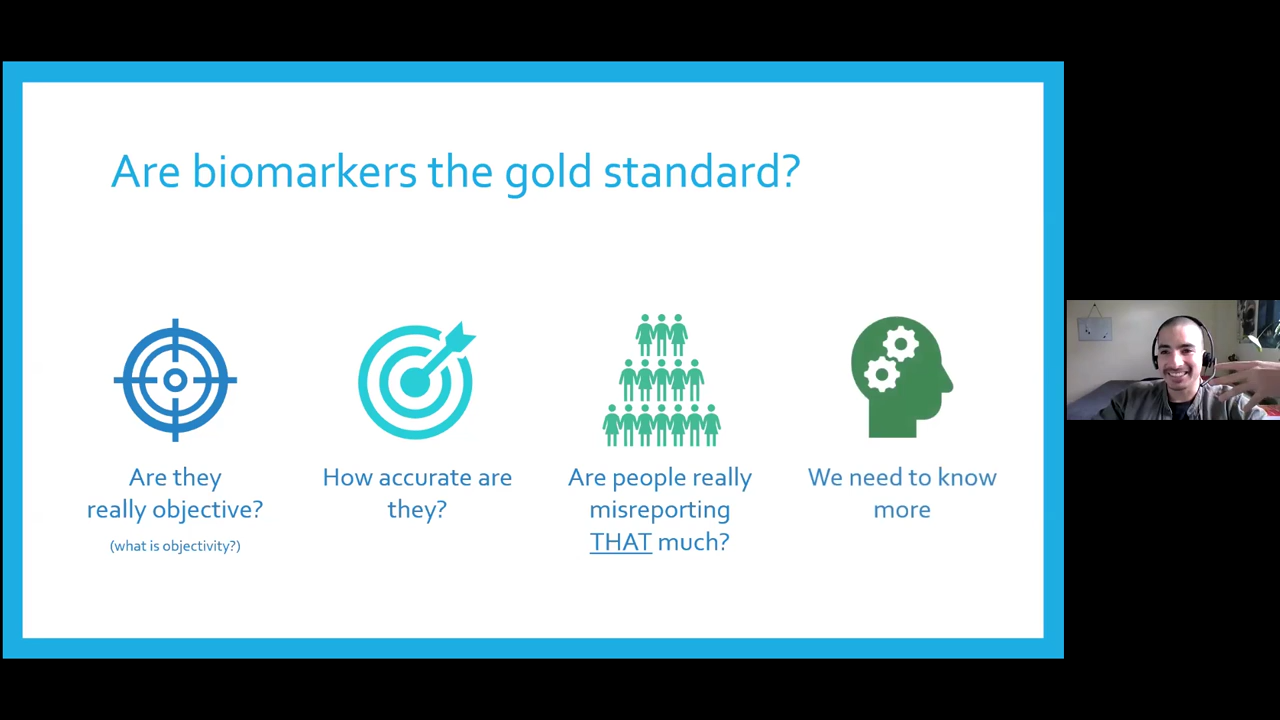 Are biomarkers the gold standard?
Are they
really objective?
(what is objectivity?)
How accurate are
they?
Are people really
misreporting
THAT much?
We need to know
more